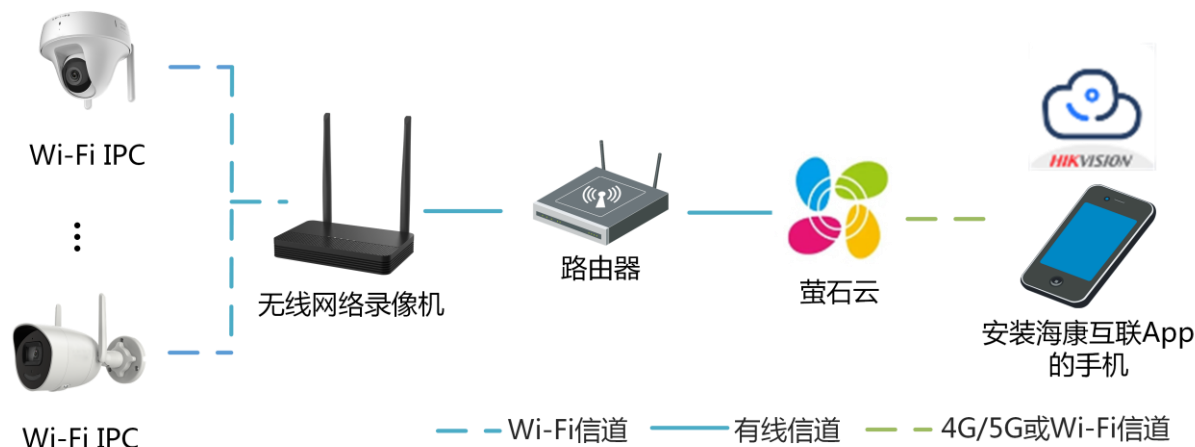 Wi-Fi IPC
无线网络录像机
路由器
萤石云
HIKVISION
安装海康互联App
的手机
Wi-Fi IPC
Wi-Fi信道
有线信道
4G/5G或Wi-Fi信道